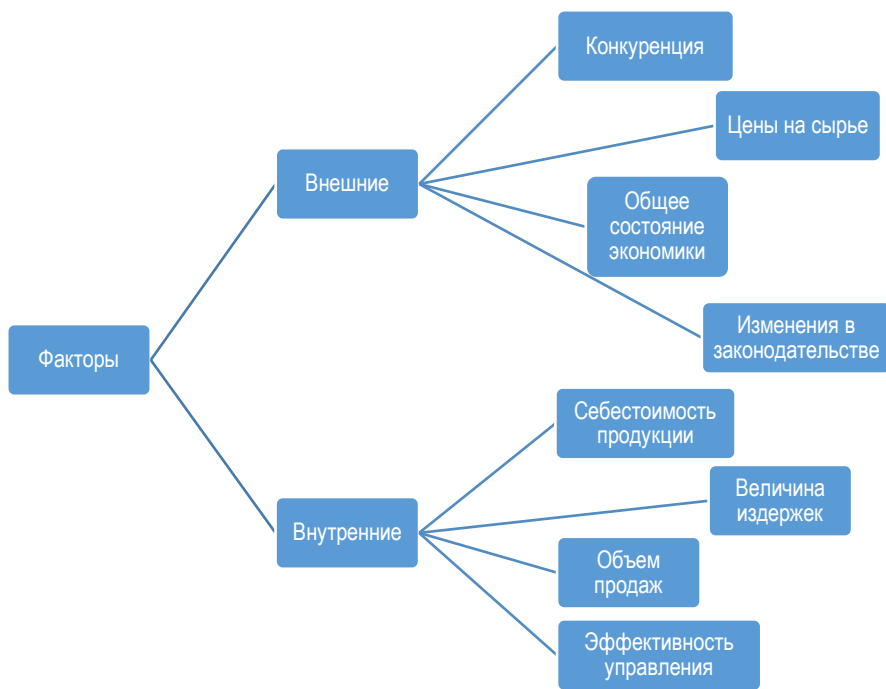 Конкуренция
Цены на сырье
Внешние
Общее
состояние
экономики
Изменения в
законодательстве
Факторы
Себестоимость
продукции
Величина
издержек
Внутренние
Объем
продаж
Эффективность
управления